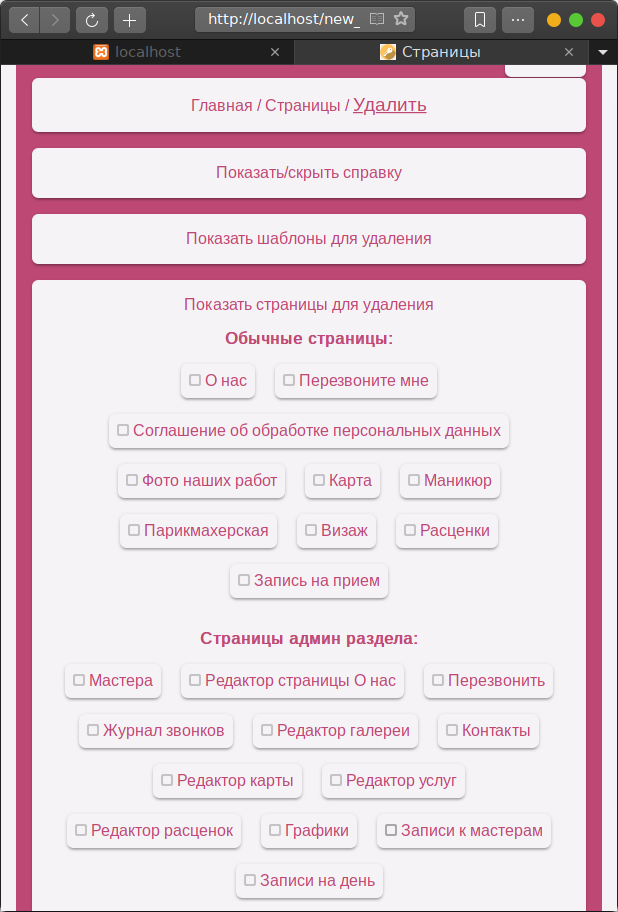 http://localhost/new_
localhost
Страницы
Главная / Страницы / Удалить
Показать/скрыть справку
Показать шаблоны для удаления
Показать страницы для удаления
Обычные страницы:
О нас Перезвоните мне
Соглашение об обработке персональных данных
Фото наших работ Карта Маникюр
Парикмахерская Визаж Расценки
Запись на прием
Страницы админ раздела:
Мастера Редактор страницы О нас Перезвонить
Журнал звонков Редактор галереи Контакты
Редактор карты Редактор услуг
Редактор расценок Графики Записи к мастерам
Записи на день